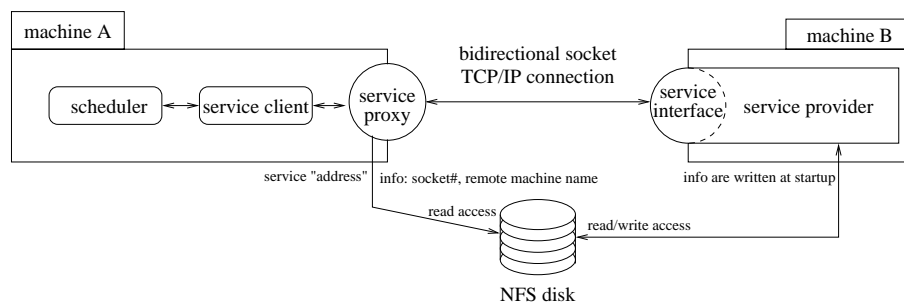 machine A
machine B
bidirectional socket
TCP/IP connection
scheduler
service client
service
proxy
service
interface
service provider
service "address"
info: socket#, remote machine name
info are written at startup
read access
read/write access
NFS disk